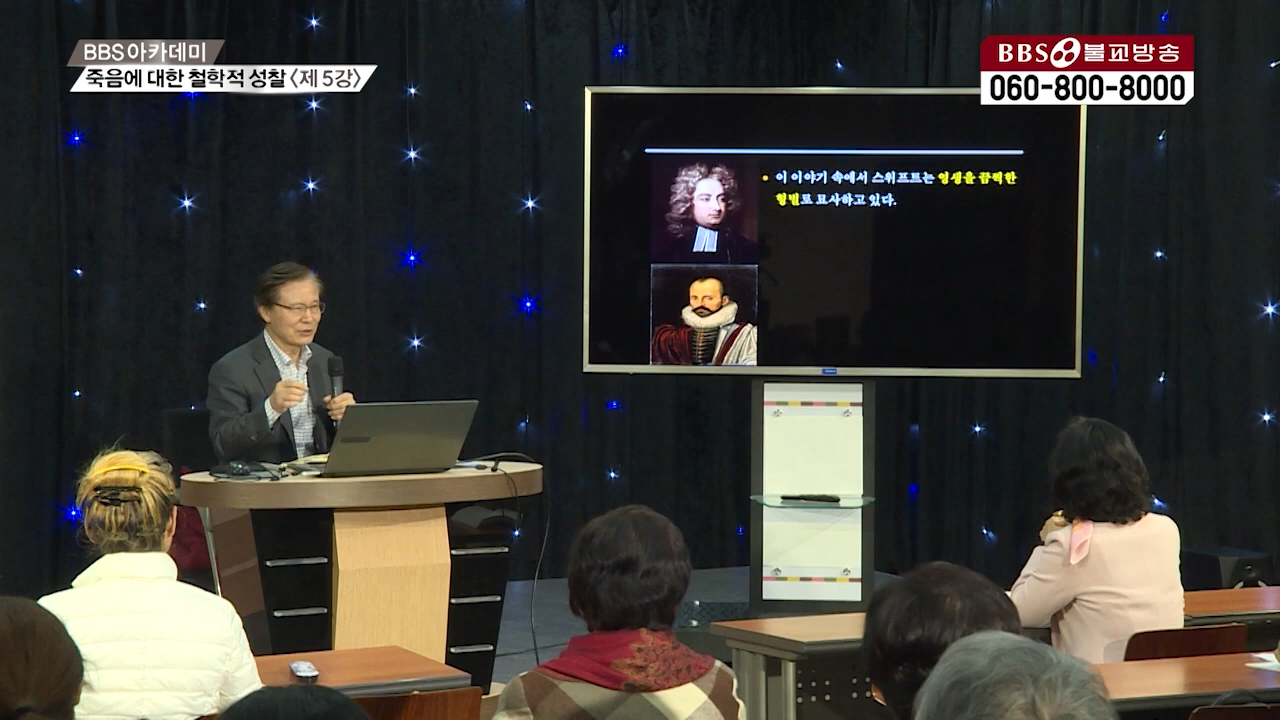 BBS아카데미
죽음에 대한 철학적 성찰〈제 5강〉
BBS 불교방송
060-800-8000
• 이 이야기 속에서 스위프트는 영생을 끔찍한
형벌로 묘사하고 있다.